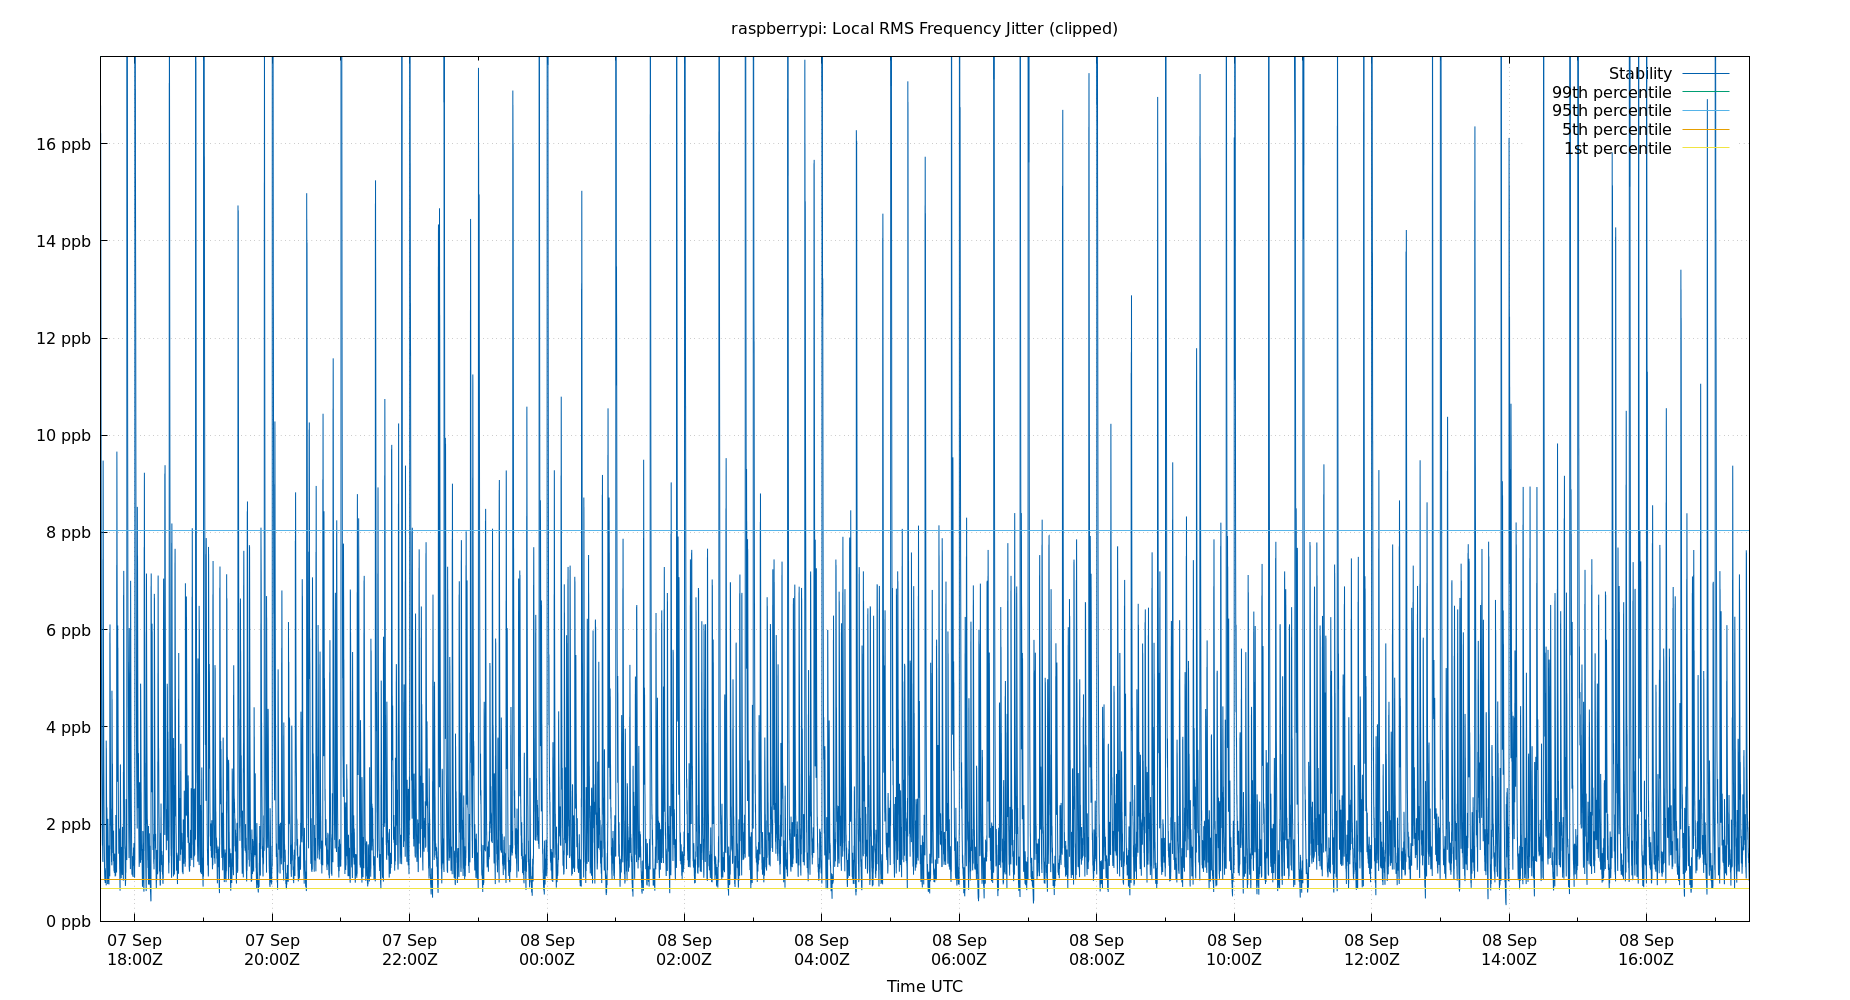 raspberrypi: Local RMS Frequency Jitter (clipped)
Stability
99th percentile
95th percentile
5th percentile
1st percentile
16 ppb
14 ppb
12 ppb
10 ppb
8 ppb
6 ppb
4 ppb
2 ppb
0 ppb
07 Sep 07 Sep 07 Sep 08 Sep 08 Sep 08 Sep 08 Sep 08 Sep 08 Sep 08 Sep 08 Sep 08 Sep
18:00Z 20:00Z 22:00Z 00:00Z 02:00Z 04:00Z 06:00Z 08:00Z 10:00Z 12:00Z 14:00Z 16:00Z
Time UTC